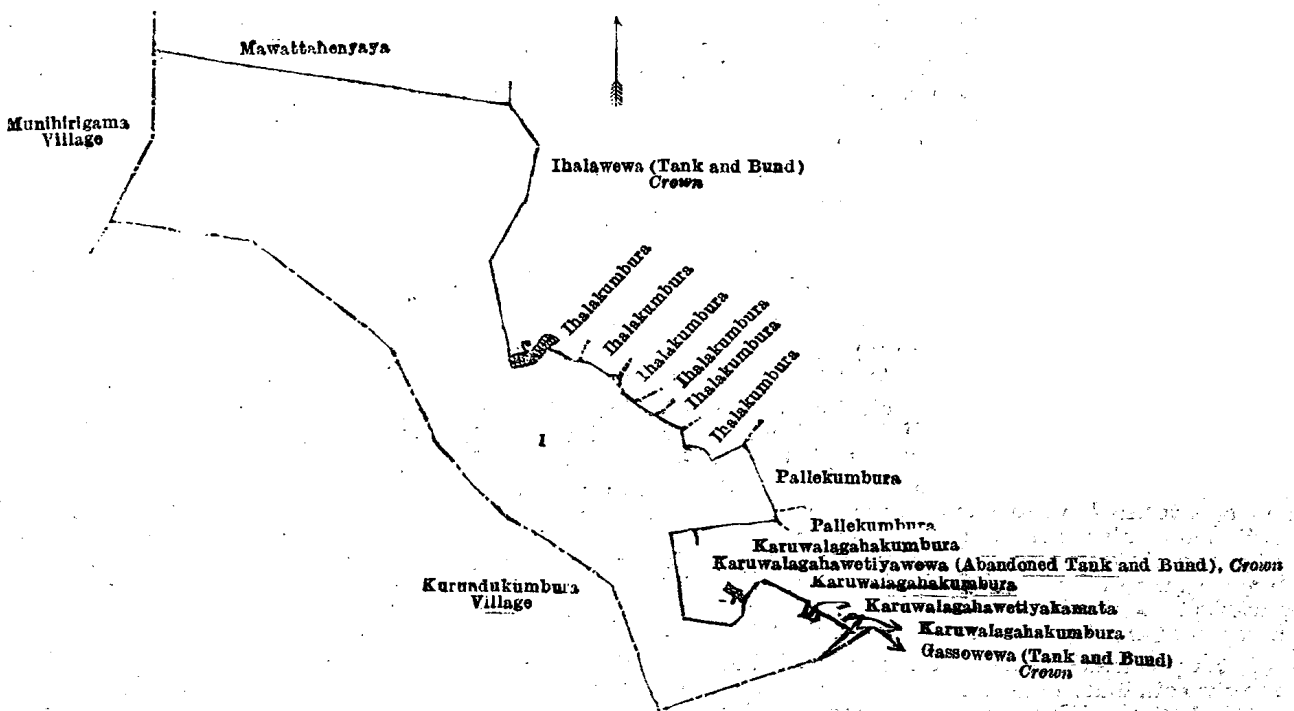 Mawattahenyaya
Munihirigama
Village
Ihalawewa (Tank and Bund)
Crown
Ihalakumbura
Ihalakumbura
Ihalakumbura
Ihalakumbura
Ihalakumbura
Ihalakumbura
1
Pallekumbura
Pallekumbura
Karuwalagahakumbura
Karuwalagahawetiyawewa (Abandoned Tank and Bund), Crown
Karuwalagahakumbura
Karuwalagahawetiyakamata
Karuwalagahakumbura
Gassowewa (Tank and Bund)
Crown
Karundukumbura
Village